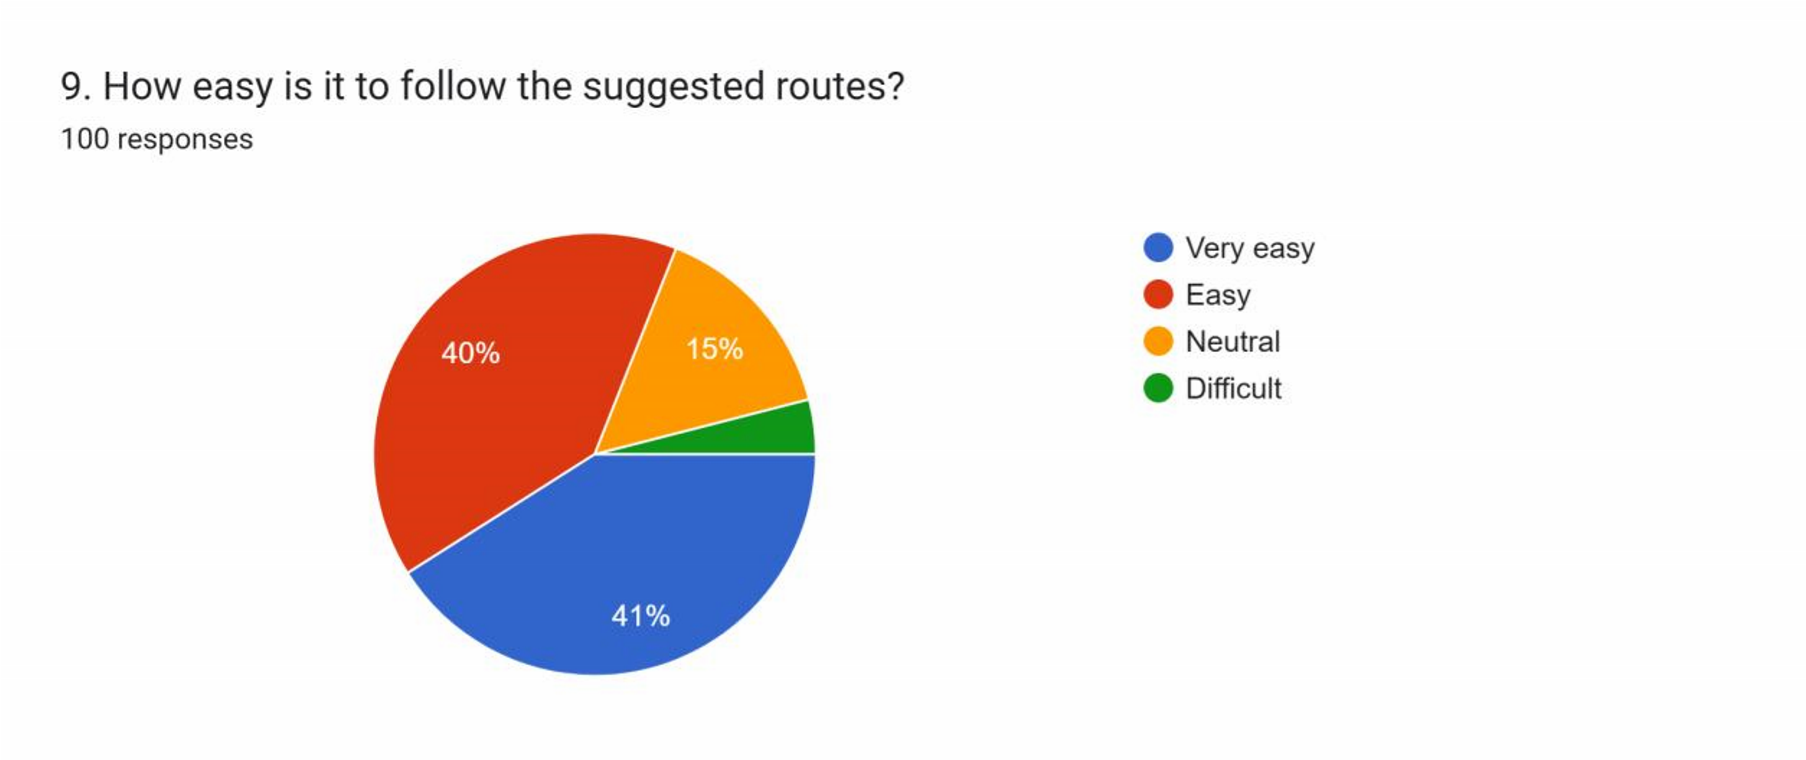 9. How easy is it to follow the suggested routes?
100 responses
Very easy
Easy
Neutral
Difficult
40%
15%
41%